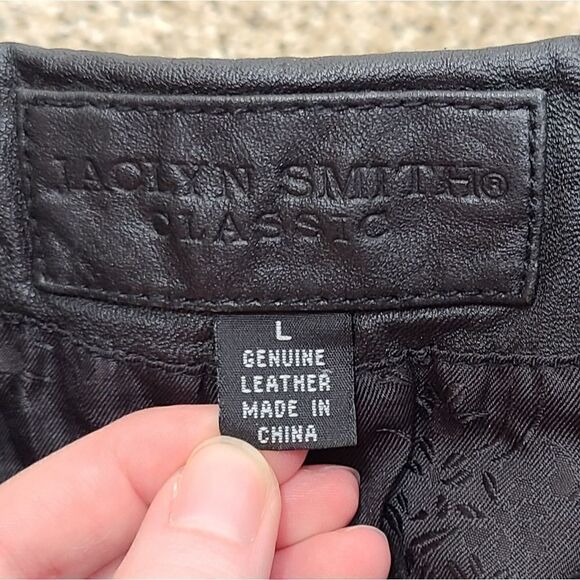 JACLYN SMITH®
CLASSIC
L
GENUINE
LEATHER
MADE IN
CHINA